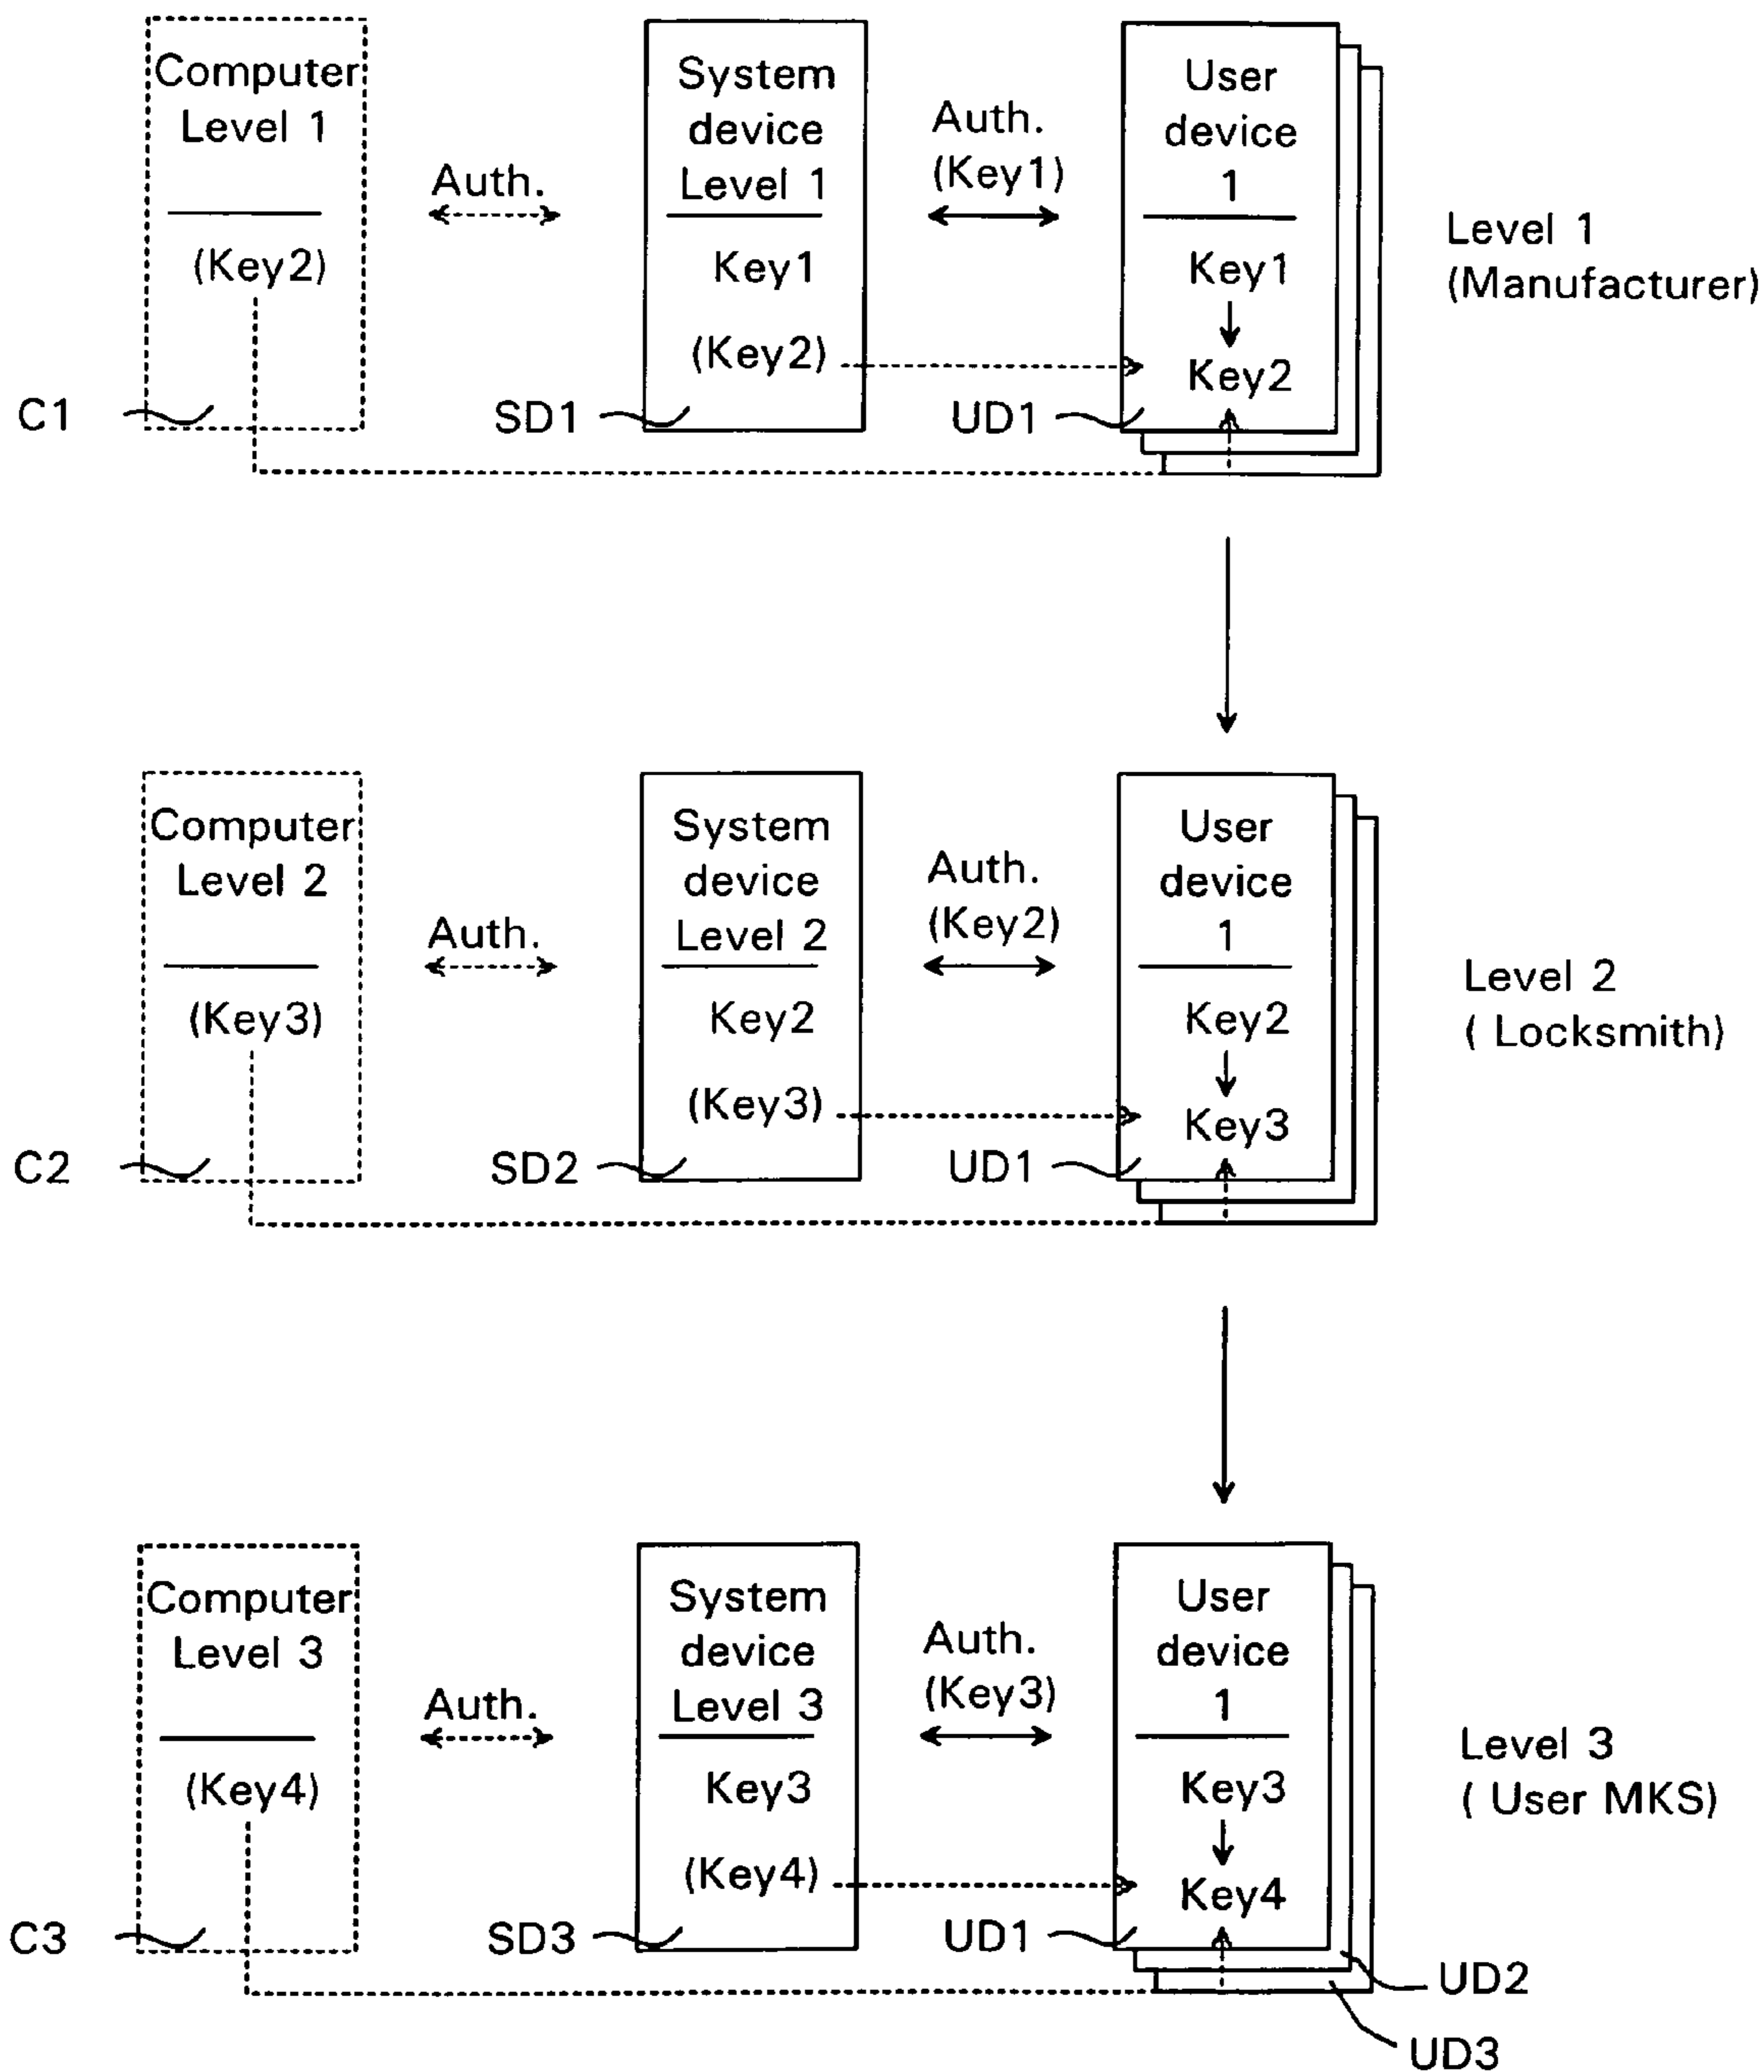 Computer
Level 1
(Key2)
C1
Auth.
System
device
Level 1
Key1
(Key2)
SD1
Auth.
(Key1)
User
device
1
Key1
Key2
UD1
Level 1
(Manufacturer)
Computer
Level 2
(Key3)
C2
Auth.
System
device
Level 2
Key2
(Key3)
SD2
Auth.
(Key2)
User
device
1
Key2
Key3
UD1
Level 2
( Locksmith)
Computer
Level 3
(Key4)
C3
Auth.
System
device
Level 3
Key3
(Key4)
SD3
Auth.
(Key3)
User
device
1
Key3
Key4
UD1
UD2
UD3
Level 3
( User MKS)